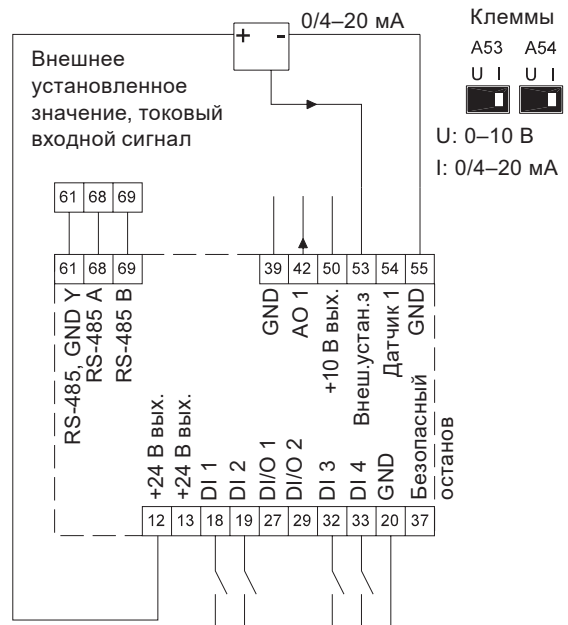 + -
0/4–20 мА
Клеммы
A53 A54
U I U I
U: 0–10 В
I: 0/4–20 мА
Внешнее
установленное
значение, токовый
входной сигнал
61 68 69
61 68 69
RS-485, GND Y
RS-485 A
RS-485 B
39 42 50 53 54 55
GND
AO 1
+10 В вых.
Внеш.устан.з
Датчик 1
GND
+24 В вых.
+24 В вых.
DI 1
DI 2
DI/O 1
DI/O 2
DI 3
DI 4
GND
Безопасный
останов
12 13 18 19 27 29 32 33 20 37